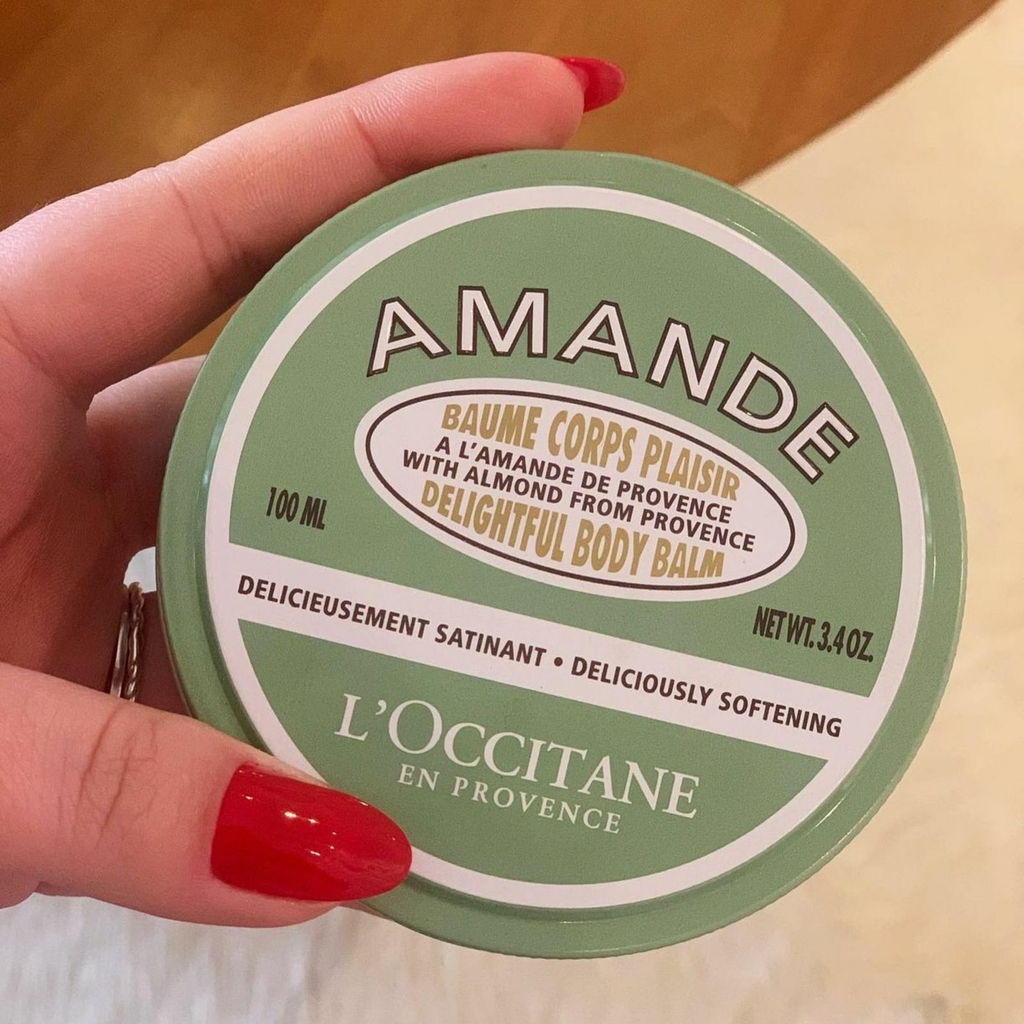 AMANDE
BAUME CORPS PLAISIR
A L'AMANDE DE PROVENCE
WITH ALMOND FROM PROVENCE
DELIGHTFUL BODY BALM
100 ML
NET WT. 3.4 OZ.
DELICIEUSEMENT SATINANT • DELICIOUSLY SOFTENING
L'OCCITANE
EN PROVENCE